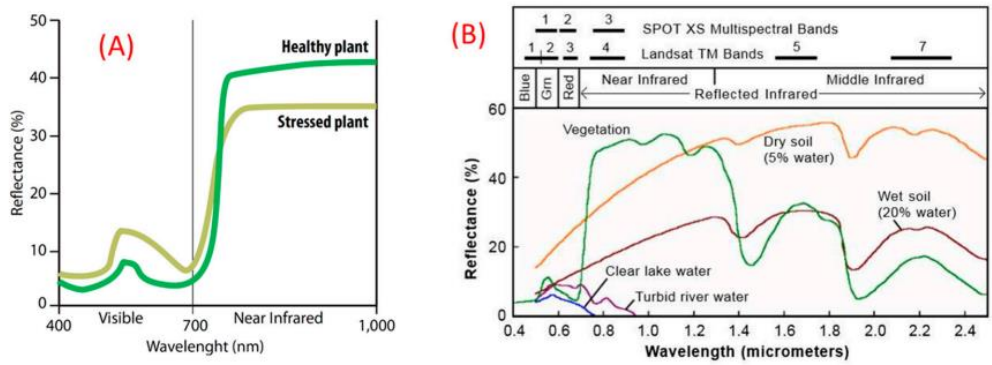 (A)
50
40
30
20
10
0
Reflectance (%)
Healthy plant
Stressed plant
400
Visible
700
Near Infrared
1,000
Wavelenght (nm)
(B)
1 2 3
SPOT XS Multispectral Bands
1 2 3 4
Landsat TM Bands
5 7
Blue
Grn
Red
Near Infrared
Middle Infrared
Reflected Infrared
60
40
20
0
Reflectance (%)
Vegetation
Dry soil
(5% water)
Wet soil
(20% water)
Clear lake water
Turbid river water
0.4 0.6 0.8 1.0 1.2 1.4 1.6 1.8 2.0 2.2 2.4
Wavelength (micrometers)